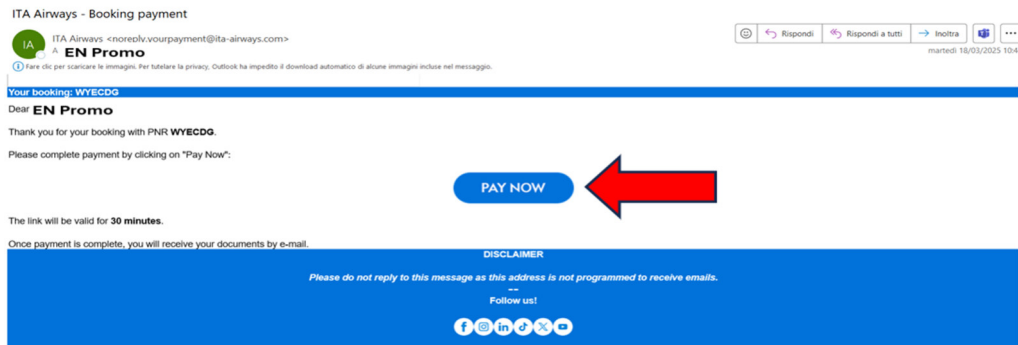 ITA Airways - Booking payment
IA
ITA Airways <noreply.yourpayment@ita-airways.com>
A EN Promo
Rispondi
Rispondi a tutti
Inoltra
martedì 18/03/2025 10:4
Fare clic per scaricare le immagini. Per tutelare la privacy, Outlook ha impedito il download automatico di alcune immagini incluse nel messaggio.
Your booking: WYECDG
Dear EN Promo
Thank you for your booking with PNR WYECDG.
Please complete payment by clicking on "Pay Now":
PAY NOW
The link will be valid for 30 minutes.
Once payment is complete, you will receive your documents by e-mail.
DISCLAIMER
Please do not reply to this message as this address is not programmed to receive emails.
--
Follow us!